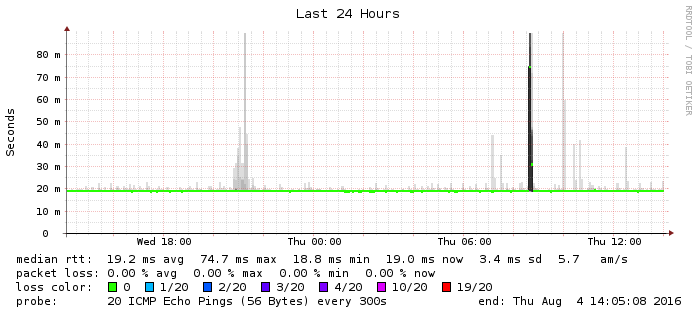 Last 24 Hours
RRDTOOL / TOBI OETIKER
Seconds
80 m
70 m
60 m
50 m
40 m
30 m
20 m
10 m
0
Wed 18:00 Thu 00:00 Thu 06:00 Thu 12:00
median rtt: 19.2 ms avg 74.7 ms max 18.8 ms min 19.0 ms now 3.4 ms sd 5.7 am/s
packet loss: 0.00 % avg 0.00 % max 0.00 % min 0.00 % now
loss color: 0 1/20 2/20 3/20 4/20 10/20 19/20
probe: 20 ICMP Echo Pings (56 Bytes) every 300s end: Thu Aug 4 14:05:08 2016